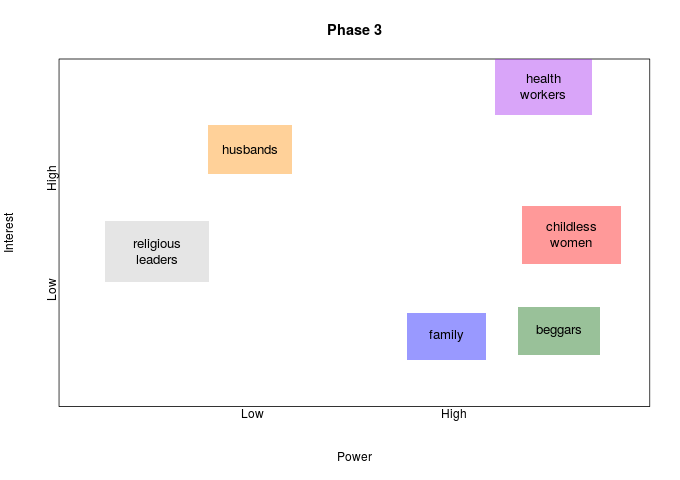 Phase 3
health
workers
husbands
High
childless
women
religious
leaders
Interest
Low
family
beggars
Low
High
Power